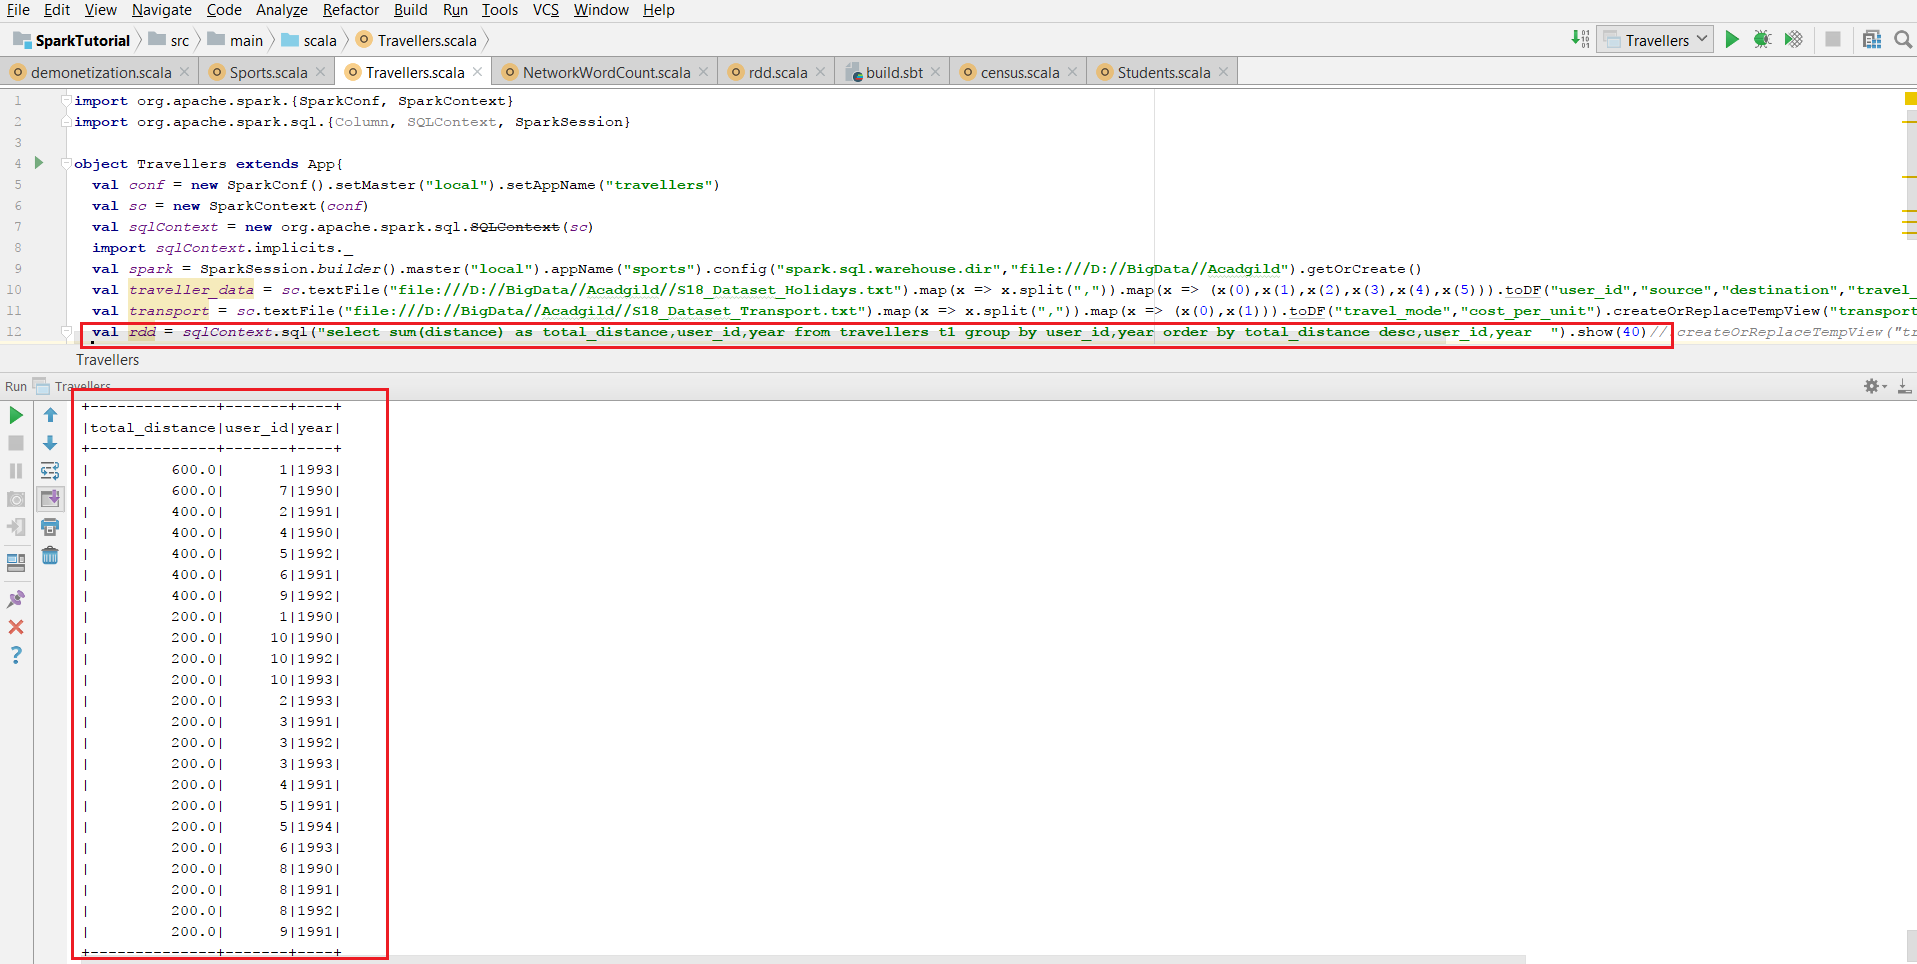 File Edit View Navigate Code Analyze Refactor Build Run Tools VCS Window Help
SparkTutorial src main scala Travellers.scala Travellers
demonetization.scala Sports.scala Travellers.scala NetworkWordCount.scala rdd.scala build.sbt census.scala Students.scala
1 import org.apache.spark.{SparkConf, SparkContext}
2 import org.apache.spark.sql.{Column, SQLContext, SparkSession}
3
4 object Travellers extends App{
5 val conf = new SparkConf().setMaster("local").setAppName("travellers")
6 val sc = new SparkContext(conf)
7 val sqlContext = new org.apache.spark.sql.SQLContext(sc)
8 import sqlContext.implicits._
9 val spark = SparkSession.builder().master("local").appName("sports").config("spark.sql.warehouse.dir","file:///D://BigData//Acadgild").getOrCreate()
10 val traveller_data = sc.textFile("file:///D://BigData//Acadgild//S18_Dataset_Holidays.txt").map(x => x.split(",")).map(x => (x(0),x(1),x(2),x(3),x(4),x(5))).toDF("user_id","source","destination","travel_
11 val transport = sc.textFile("file:///D://BigData//Acadgild//S18_Dataset_Transport.txt").map(x => x.split(",")).map(x => (x(0),x(1))).toDF("travel_mode","cost_per_unit").createOrReplaceTempView("transport
12 val rdd = sqlContext.sql("select sum(distance) as total_distance,user_id,year from travellers t1 group by user_id,year order by total_distance desc,user_id,year  ").show(40)//.createOrReplaceTempView("tr
Travellers
Run Travellers
+--------------+-------+----+
|total_distance|user_id|year|
+--------------+-------+----+
|         600.0|      1|1993|
|         600.0|      7|1990|
|         400.0|      2|1991|
|         400.0|      4|1990|
|         400.0|      5|1992|
|         400.0|      6|1991|
|         400.0|      9|1992|
|         200.0|      1|1990|
|         200.0|     10|1990|
|         200.0|     10|1992|
|         200.0|     10|1993|
|         200.0|      2|1993|
|         200.0|      3|1991|
|         200.0|      3|1992|
|         200.0|      3|1993|
|         200.0|      4|1991|
|         200.0|      5|1991|
|         200.0|      5|1994|
|         200.0|      6|1993|
|         200.0|      8|1990|
|         200.0|      8|1991|
|         200.0|      8|1992|
|         200.0|      9|1991|
+--------------+-------+----+